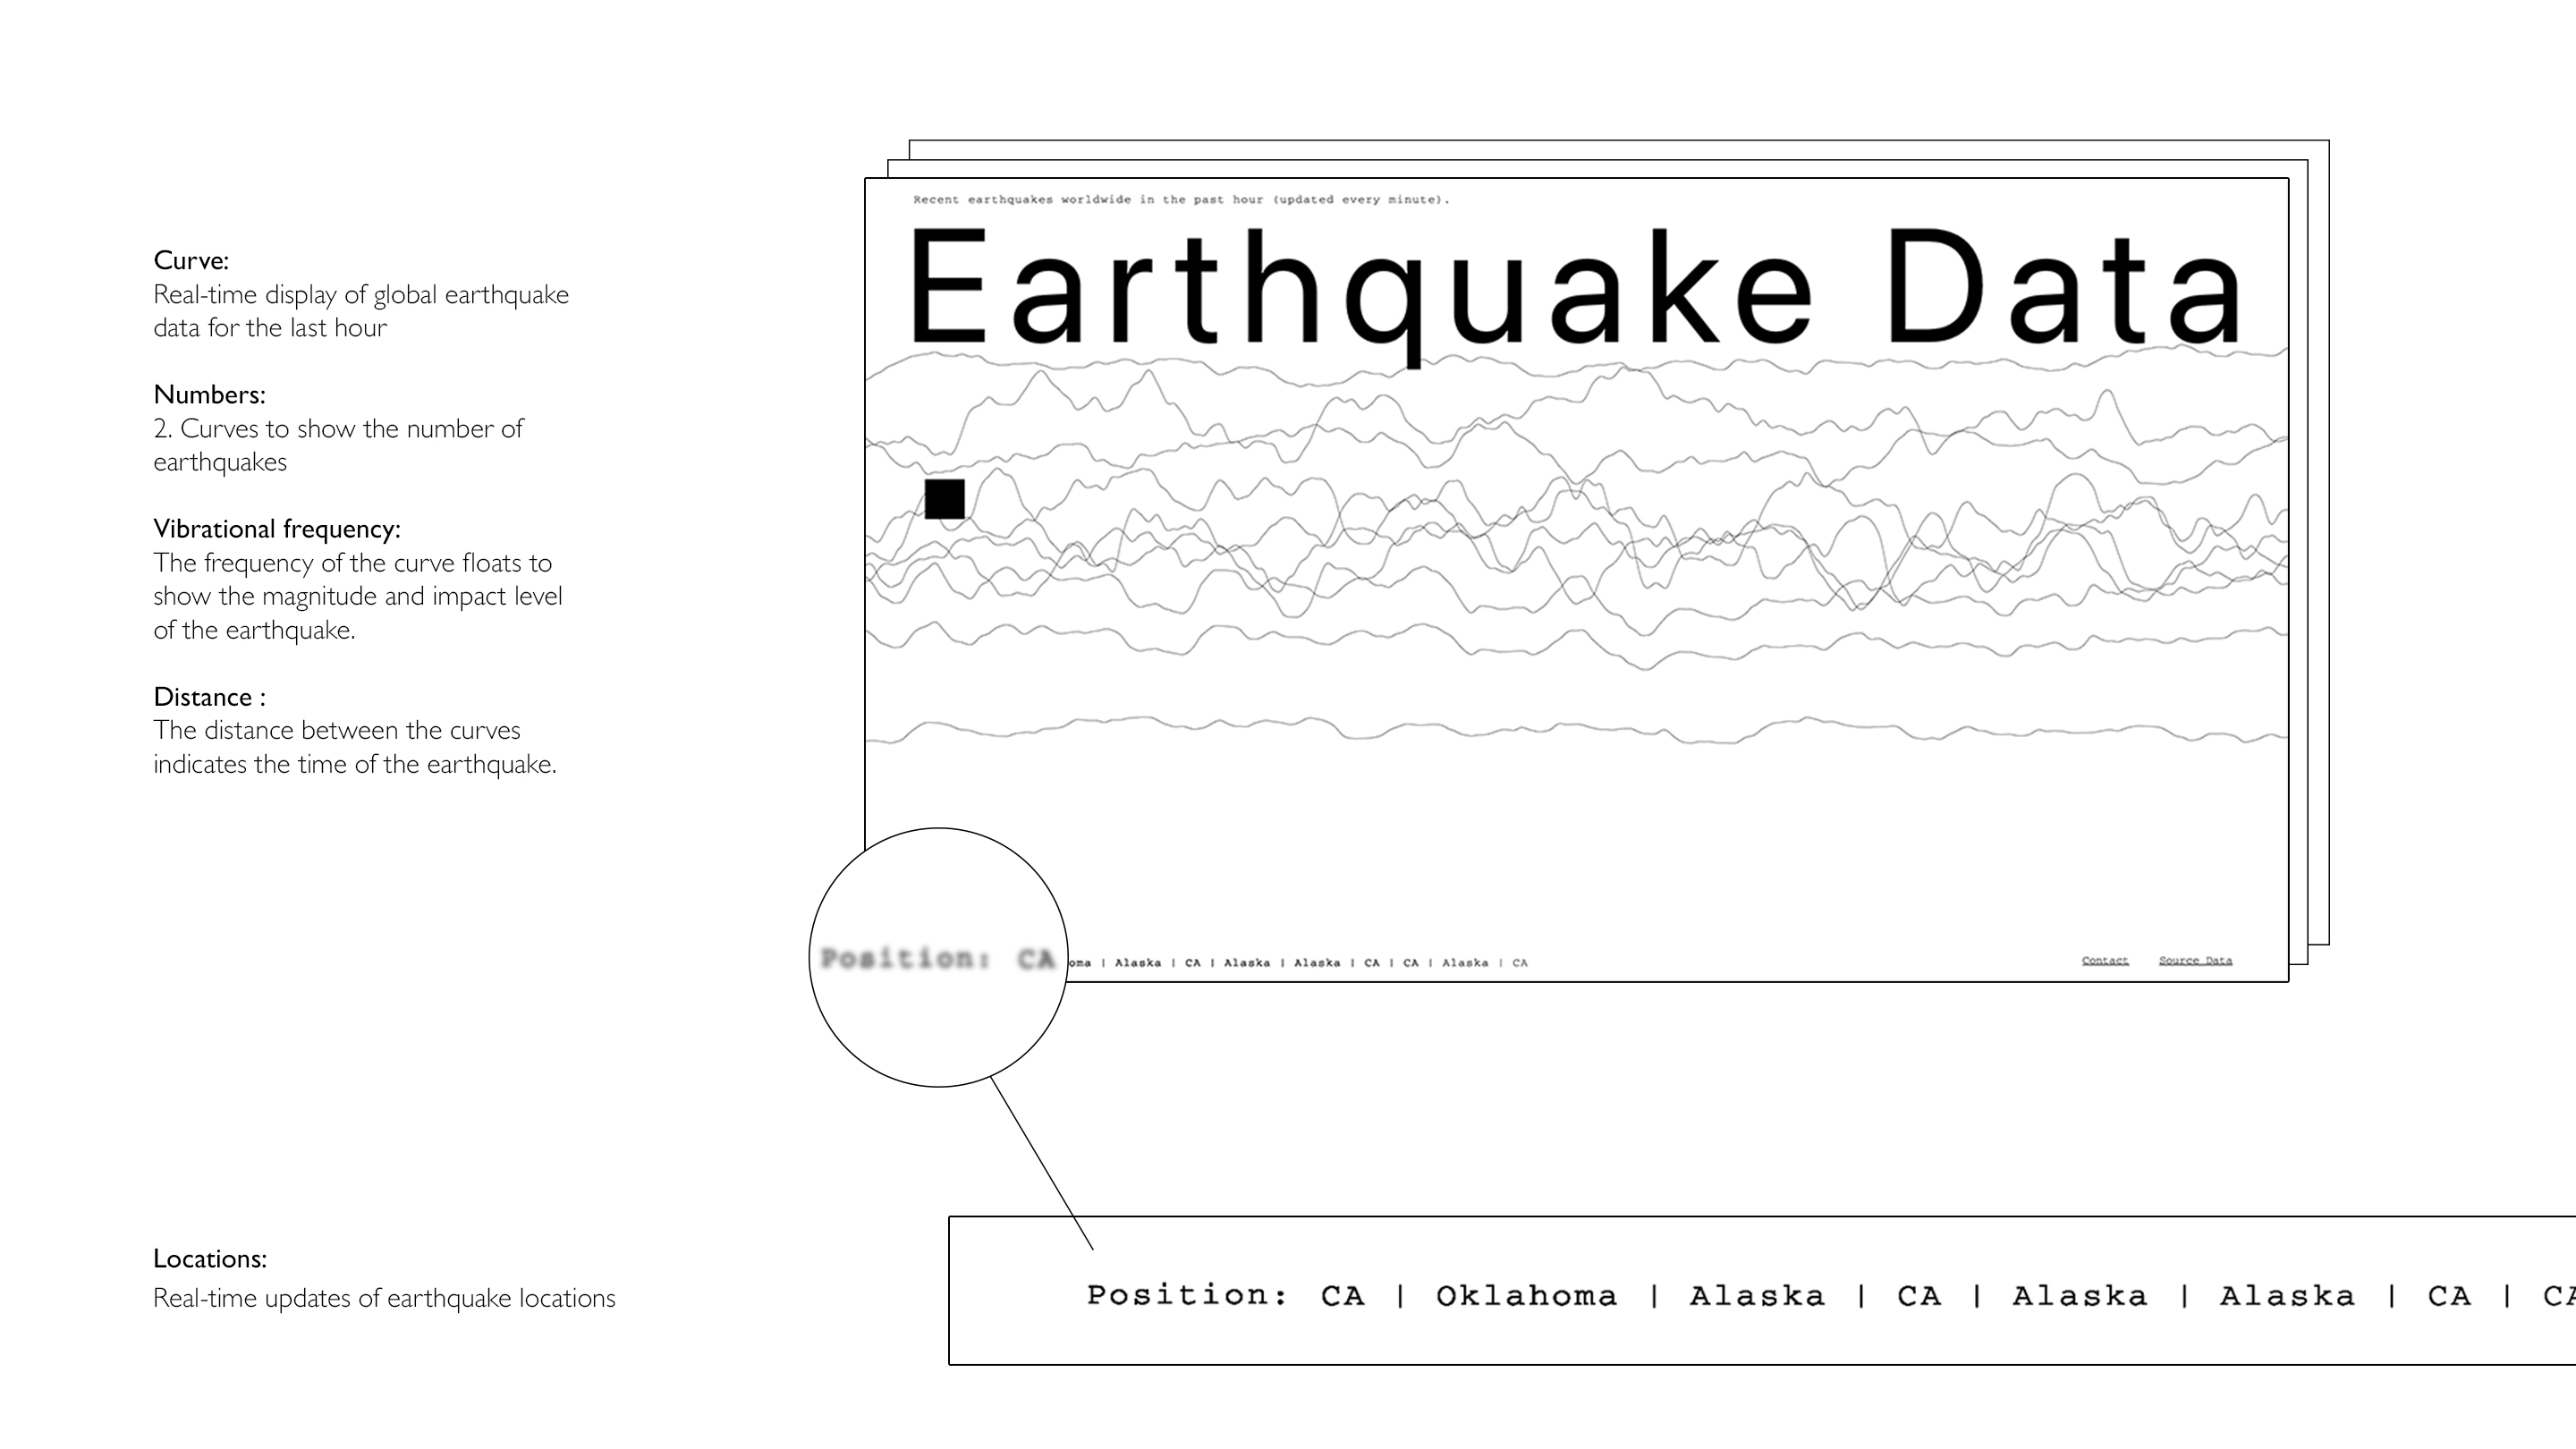 Curve:
Real-time display of global earthquake
data for the last hour
Numbers:
2. Curves to show the number of
earthquakes
Vibrational frequency:
The frequency of the curve floats to
show the magnitude and impact level
of the earthquake.
Distance :
The distance between the curves
indicates the time of the earthquake.
Recent earthquakes worldwide in the past hour (updated every minute).
Earthquake Data
Position: CA
oma | Alaska | CA | Alaska | Alaska | CA | CA | Alaska | CA
Contact
Source Data
Locations:
Real-time updates of earthquake locations
Position: CA | Oklahoma | Alaska | CA | Alaska | Alaska | CA | CA